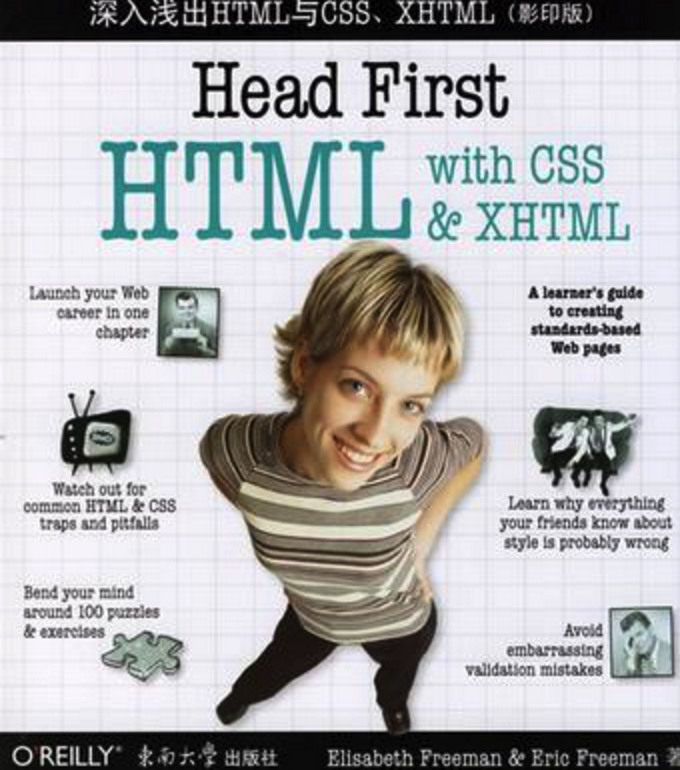 深入浅出HTML与CSS、XHTML（影印版）
Head First
HTML with CSS
& XHTML
Launch your Web
career in one
chapter
A learner's guide
to creating
standards-based
Web pages
Watch out for
common HTML & CSS
traps and pitfalls
Learn why everything
your friends know about
style is probably wrong
Bend your mind
around 100 puzzles
& exercises
Avoid
embarrassing
validation mistakes
O'REILLY® 東南大學出版社
Elisabeth Freeman & Eric Freeman 著